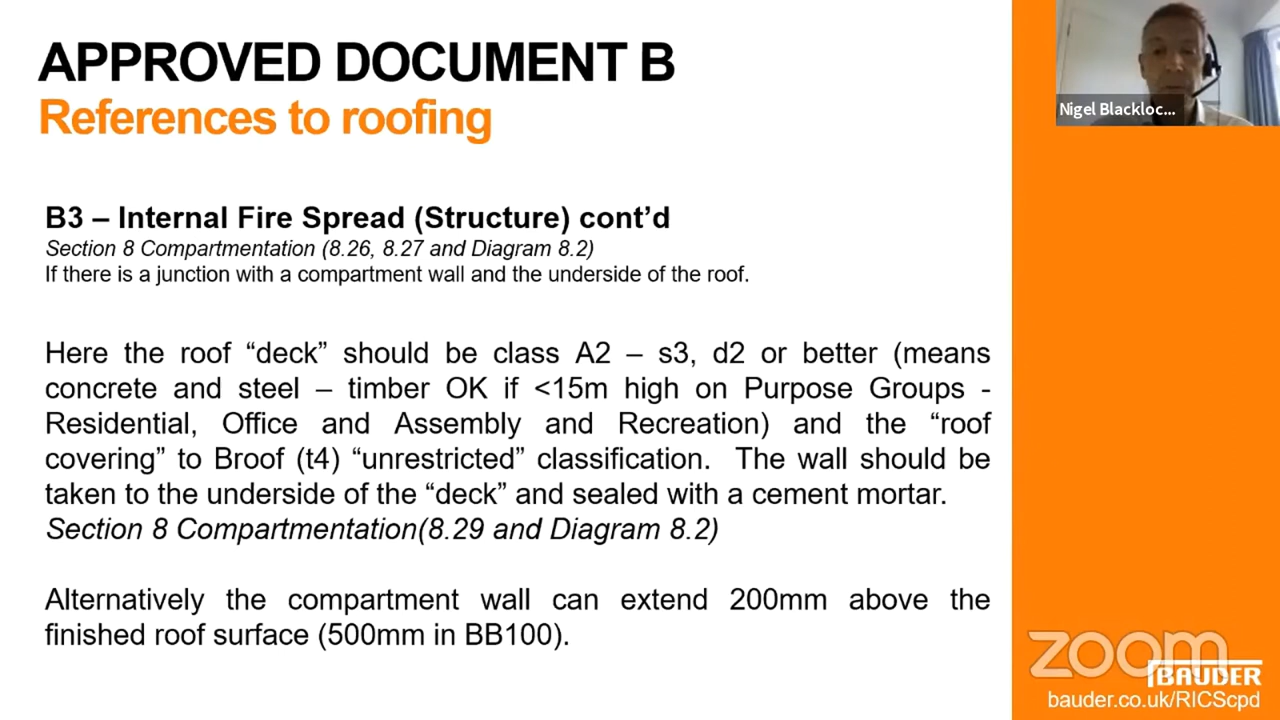 APPROVED DOCUMENT B
References to roofing
Nigel Blackloc...
B3 – Internal Fire Spread (Structure) cont’d
Section 8 Compartmentation (8.26, 8.27 and Diagram 8.2)
If there is a junction with a compartment wall and the underside of the roof.
Here the roof “deck” should be class A2 – s3, d2 or better (means
concrete and steel – timber OK if <15m high on Purpose Groups -
Residential, Office and Assembly and Recreation) and the “roof
covering” to Broof (t4) “unrestricted” classification. The wall should be
taken to the underside of the “deck” and sealed with a cement mortar.
Section 8 Compartmentation(8.29 and Diagram 8.2)
Alternatively the compartment wall can extend 200mm above the
finished roof surface (500mm in BB100).
zoom
BAUDER
bauder.co.uk/RICScpd